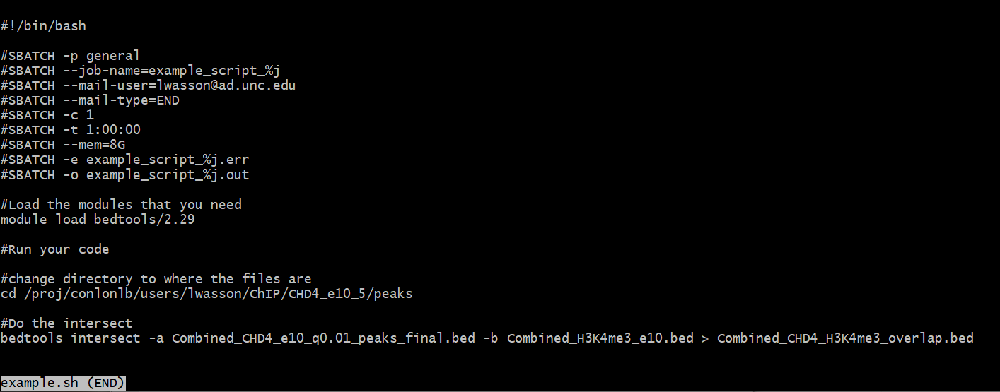 #!/bin/bash
#SBATCH -p general
#SBATCH --job-name=example_script_%j
#SBATCH --mail-user=lwasson@ad.unc.edu
#SBATCH --mail-type=END
#SBATCH -c 1
#SBATCH -t 1:00:00
#SBATCH --mem=8G
#SBATCH -e example_script_%j.err
#SBATCH -o example_script_%j.out
#Load the modules that you need
module load bedtools/2.29
#Run your code
#change directory to where the files are
cd /proj/conlonlb/users/lwasson/ChIP/CHD4_e10_5/peaks
#Do the intersect
bedtools intersect -a Combined_CHD4_e10_q0.01_peaks_final.bed -b Combined_H3K4me3_e10.bed > Combined_CHD4_H3K4me3_overlap.bed
example.sh (END)